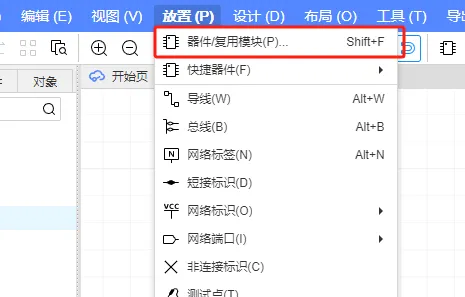 编辑(E) 视图(V) 放置(P) 设计(D) 布局(O) 工具(T)
器件/复用模块(P)... Shift+F
对象 开始页 快捷器件(F)
导线(W) Alt+W
总线(B) Alt+B
N 网络标签(N) Alt+N
短接标识(D)
VCC 网络标识(O)
网络端口(I)
非连接标识(C)
测试点(T)